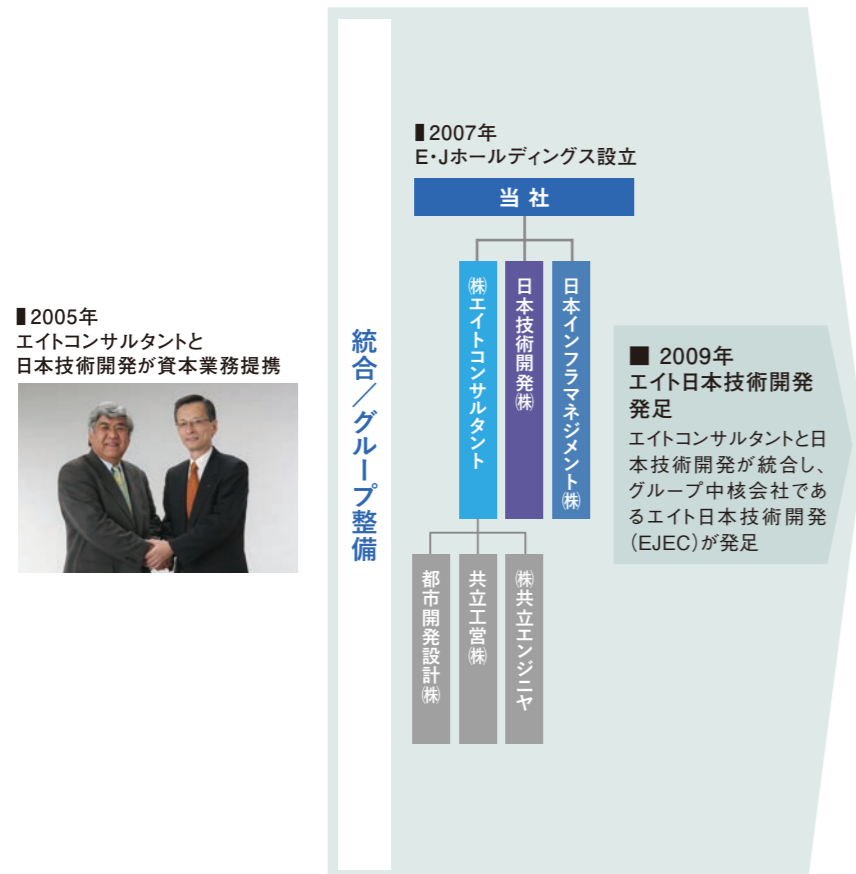 ■2005年
エイトコンサルタントと
日本技術開発が資本業務提携
統合／グループ整備
■2007年
E・Jホールディングス設立
当社
㈱エイトコンサルタント
日本技術開発㈱
日本インフラマネジメント㈱
都市開発設計㈱
共立工営㈱
㈱共立エンジニヤ
■ 2009年
エイト日本技術開発
発足
エイトコンサルタントと日
本技術開発が統合し、
グループ中核会社であ
るエイト日本技術開発
（EJEC）が発足